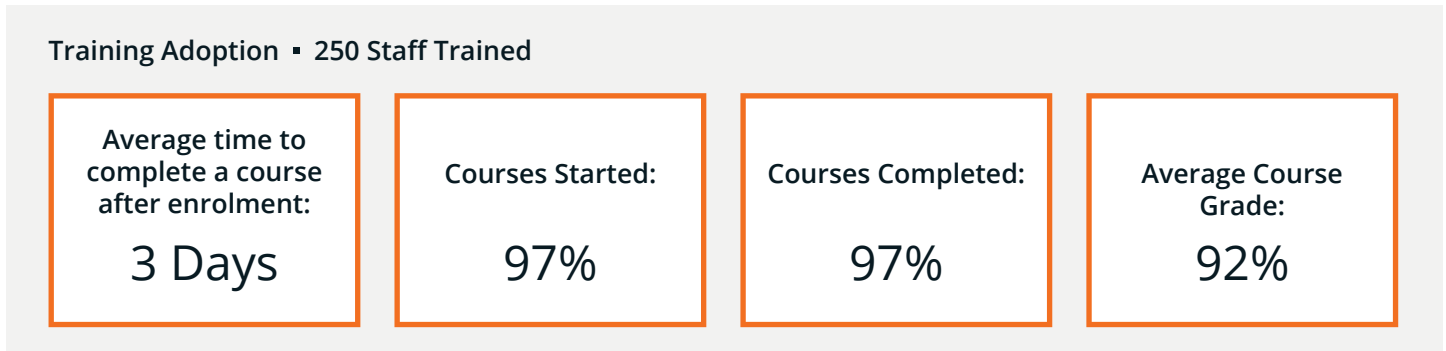 Training Adoption ▪ 250 Staff Trained
Average time to
complete a course
after enrolment:
3 Days
Courses Started:
97%
Courses Completed:
97%
Average Course
Grade:
92%